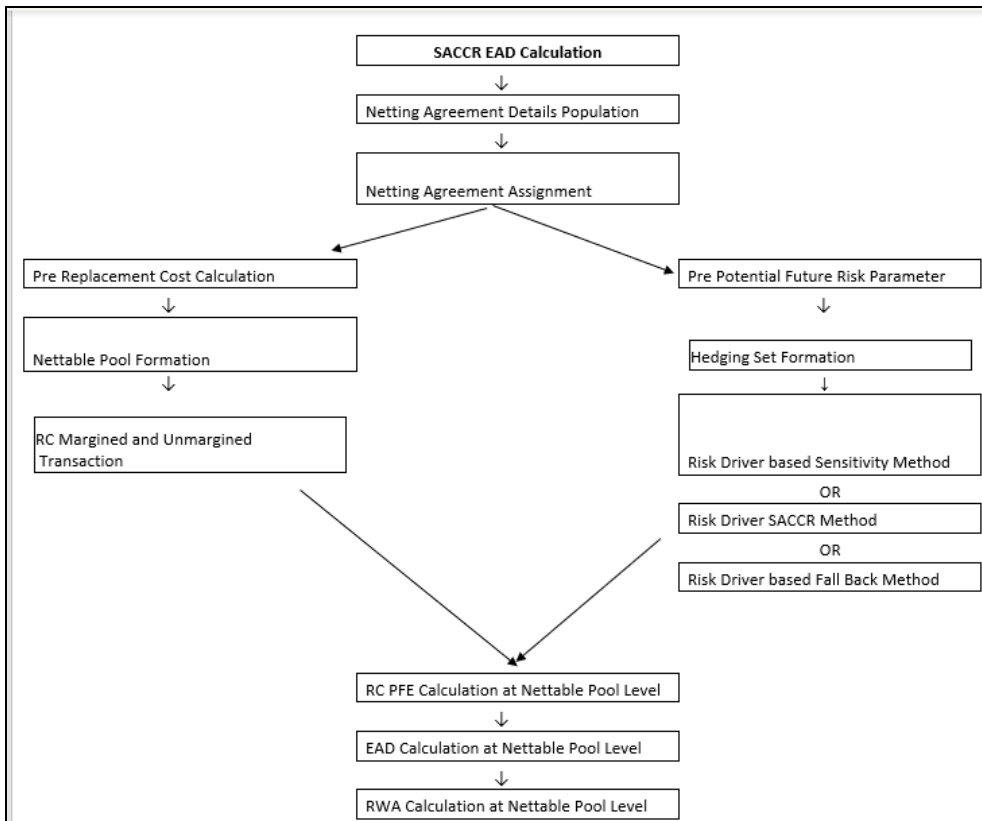 SACCR EAD Calculation
Netting Agreement Details Population
Netting Agreement Assignment
Pre Replacement Cost Calculation
Nettable Pool Formation
RC Margined and Unmargined
Transaction
Pre Potential Future Risk Parameter
Hedging Set Formation
Risk Driver based Sensitivity Method
OR
Risk Driver SACCR Method
OR
Risk Driver based Fall Back Method
RC PFE Calculation at Nettable Pool Level
EAD Calculation at Nettable Pool Level
RWA Calculation at Nettable Pool Level